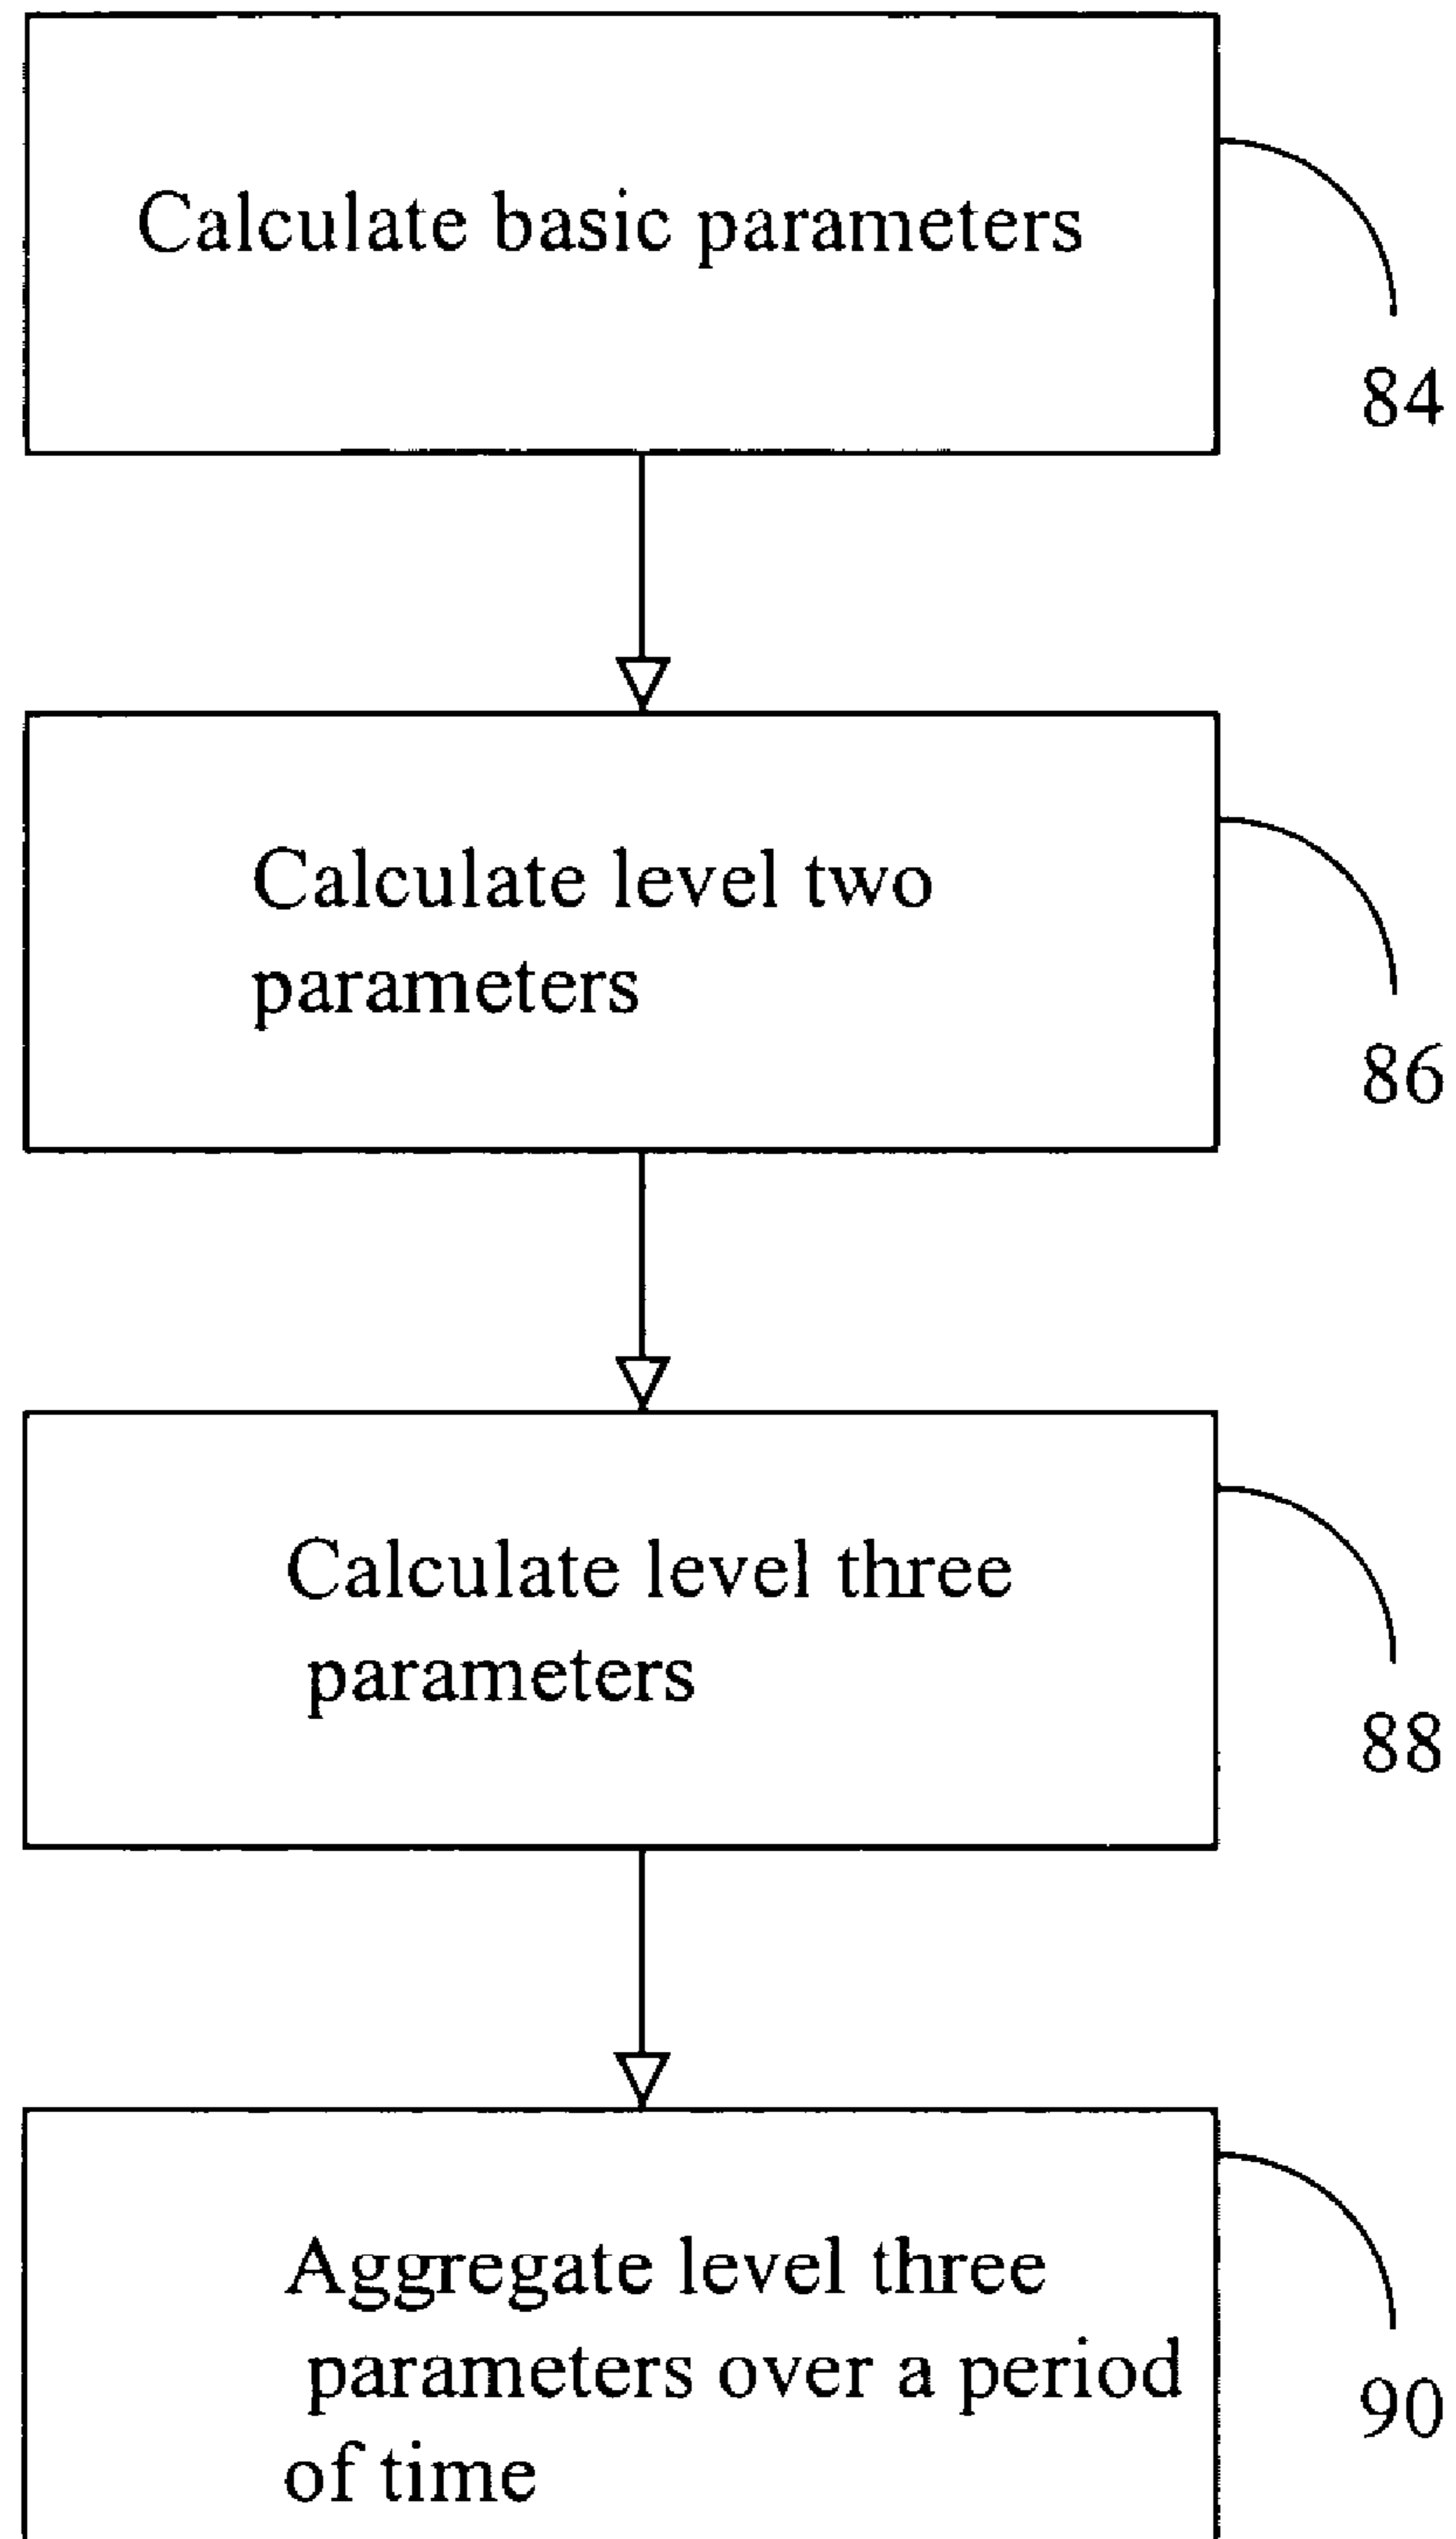 Calculate basic parameters
84
Calculate level two
parameters
86
Calculate level three
parameters
88
Aggregate level three
parameters over a period
of time
90